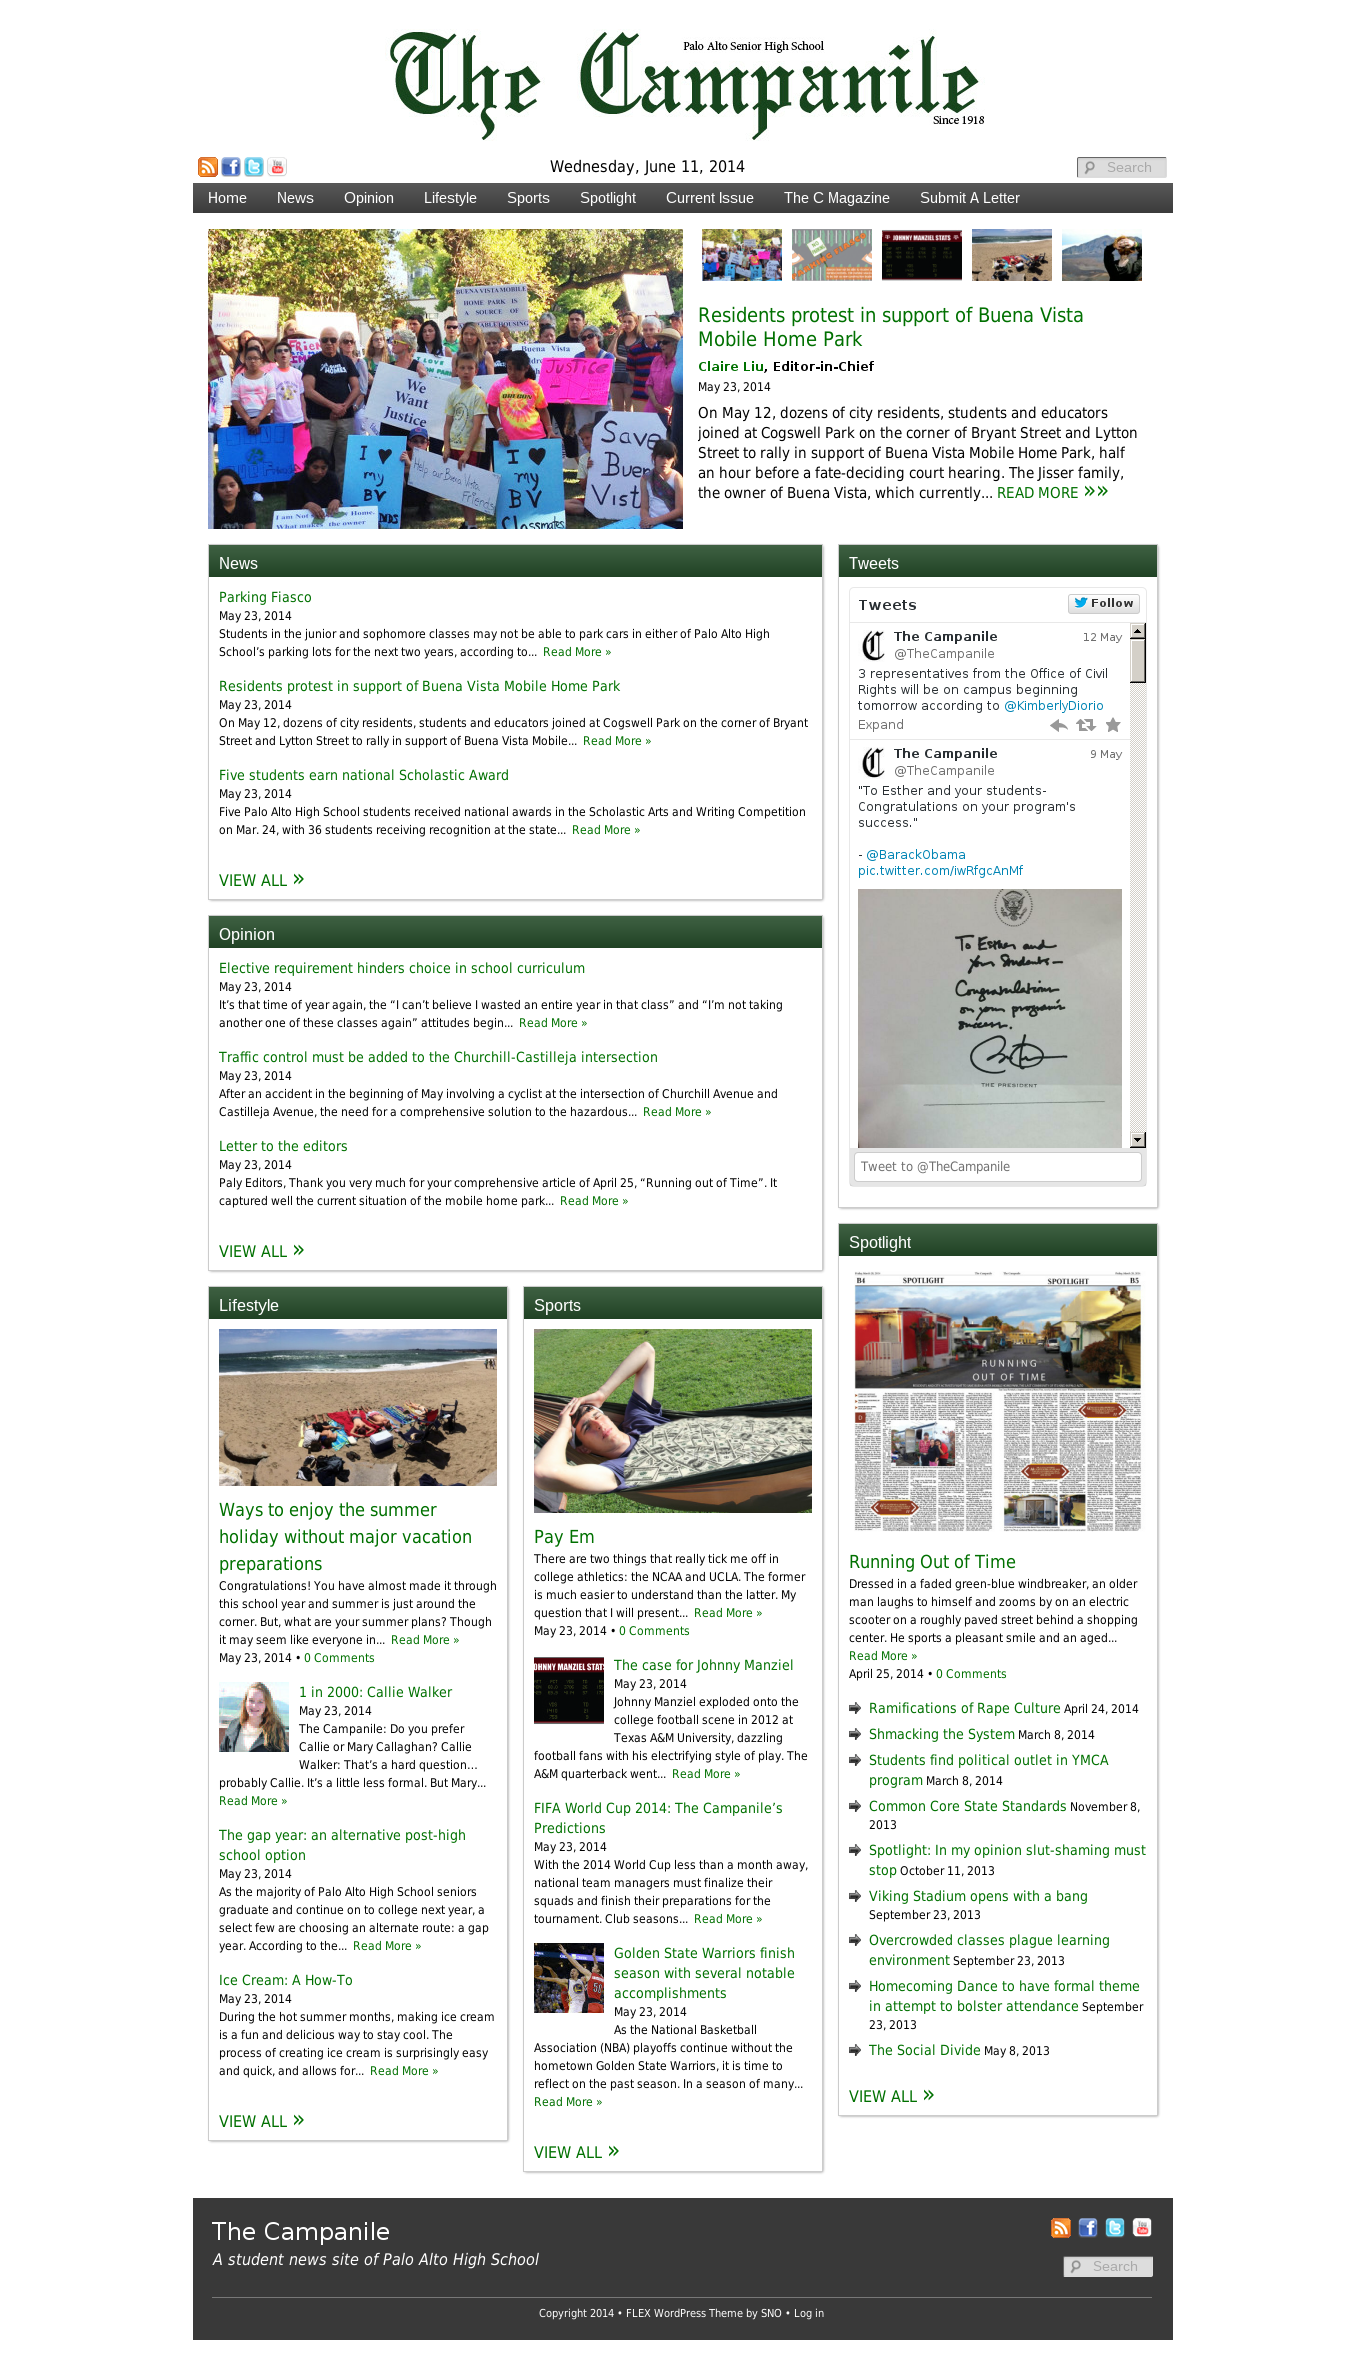 The Campanile
Palo Alto Senior High School
Since 1918
Wednesday, June 11, 2014
Search
Home News Opinion Lifestyle Sports Spotlight Current Issue The C Magazine Submit A Letter
BUENA VISTA MOBILE
HOME PARK IN
A SOURCE OF
We
Want
Justice
Justice
Buena Vista
I ♥
my
BV
Help our Buena Vista
Friends
I ♥
my
BV
Classmates
Save
Buena
Vista
I am Not
Home.
What makes the owner
JOHNNY MANZIEL STATS
Residents protest in support of Buena Vista
Mobile Home Park
Claire Liu, Editor-in-Chief
May 23, 2014
On May 12, dozens of city residents, students and educators
joined at Cogswell Park on the corner of Bryant Street and Lytton
Street to rally in support of Buena Vista Mobile Home Park, half
an hour before a fate-deciding court hearing. The Jisser family,
the owner of Buena Vista, which currently... READ MORE »»
News
Parking Fiasco
May 23, 2014
Students in the junior and sophomore classes may not be able to park cars in either of Palo Alto High
School’s parking lots for the next two years, according to... Read More »
Residents protest in support of Buena Vista Mobile Home Park
May 23, 2014
On May 12, dozens of city residents, students and educators joined at Cogswell Park on the corner of Bryant
Street and Lytton Street to rally in support of Buena Vista Mobile... Read More »
Five students earn national Scholastic Award
May 23, 2014
Five Palo Alto High School students received national awards in the Scholastic Arts and Writing Competition
on Mar. 24, with 36 students receiving recognition at the state... Read More »
VIEW ALL »
Opinion
Elective requirement hinders choice in school curriculum
May 23, 2014
It’s that time of year again, the “I can’t believe I wasted an entire year in that class” and “I’m not taking
another one of these classes again” attitudes begin... Read More »
Traffic control must be added to the Churchill-Castilleja intersection
May 23, 2014
After an accident in the beginning of May involving a cyclist at the intersection of Churchill Avenue and
Castilleja Avenue, the need for a comprehensive solution to the hazardous... Read More »
Letter to the editors
May 23, 2014
Paly Editors, Thank you very much for your comprehensive article of April 25, “Running out of Time”. It
captured well the current situation of the mobile home park... Read More »
VIEW ALL »
Lifestyle
Ways to enjoy the summer
holiday without major vacation
preparations
Congratulations! You have almost made it through
this school year and summer is just around the
corner. But, what are your summer plans? Though
it may seem like everyone in... Read More »
May 23, 2014 • 0 Comments
1 in 2000: Callie Walker
May 23, 2014
The Campanile: Do you prefer
Callie or Mary Callaghan? Callie
Walker: That’s a hard question…
probably Callie. It’s a little less formal. But Mary...
Read More »
The gap year: an alternative post-high
school option
May 23, 2014
As the majority of Palo Alto High School seniors
graduate and continue on to college next year, a
select few are choosing an alternate route: a gap
year. According to the... Read More »
Ice Cream: A How-To
May 23, 2014
During the hot summer months, making ice cream
is a fun and delicious way to stay cool. The
process of creating ice cream is surprisingly easy
and quick, and allows for... Read More »
VIEW ALL »
Sports
Pay Em
There are two things that really tick me off in
college athletics: the NCAA and UCLA. The former
is much easier to understand than the latter. My
question that I will present... Read More »
May 23, 2014 • 0 Comments
JOHNNY MANZIEL STATS
The case for Johnny Manziel
May 23, 2014
Johnny Manziel exploded onto the
college football scene in 2012 at
Texas A&M University, dazzling
football fans with his electrifying style of play. The
A&M quarterback went... Read More »
FIFA World Cup 2014: The Campanile’s
Predictions
May 23, 2014
With the 2014 World Cup less than a month away,
national team managers must finalize their
squads and finish their preparations for the
tournament. Club seasons... Read More »
Golden State Warriors finish
season with several notable
accomplishments
May 23, 2014
As the National Basketball
Association (NBA) playoffs continue without the
hometown Golden State Warriors, it is time to
reflect on the past season. In a season of many...
Read More »
VIEW ALL »
Tweets
Tweets
Follow
The Campanile 12 May
@TheCampanile
3 representatives from the Office of Civil
Rights will be on campus beginning
tomorrow according to @KimberlyDiorio
Expand
The Campanile 9 May
@TheCampanile
"To Esther and your students-
Congratulations on your program's
success."
- @BarackObama
pic.twitter.com/iwRfgcAnMf
To Esther and
Your Students—
Congratulations
on your program's
success.
THE PRESIDENT
Tweet to @TheCampanile
Spotlight
B4 SPOTLIGHT SPOTLIGHT B5
RUNNING
OUT OF TIME
Running Out of Time
Dressed in a faded green-blue windbreaker, an older
man laughs to himself and zooms by on an electric
scooter on a roughly paved street behind a shopping
center. He sports a pleasant smile and an aged...
Read More »
April 25, 2014 • 0 Comments
Ramifications of Rape Culture April 24, 2014
Shmacking the System March 8, 2014
Students find political outlet in YMCA
program March 8, 2014
Common Core State Standards November 8,
2013
Spotlight: In my opinion slut-shaming must
stop October 11, 2013
Viking Stadium opens with a bang
September 23, 2013
Overcrowded classes plague learning
environment September 23, 2013
Homecoming Dance to have formal theme
in attempt to bolster attendance September
23, 2013
The Social Divide May 8, 2013
VIEW ALL »
The Campanile
A student news site of Palo Alto High School
Search
Copyright 2014 • FLEX WordPress Theme by SNO • Log in